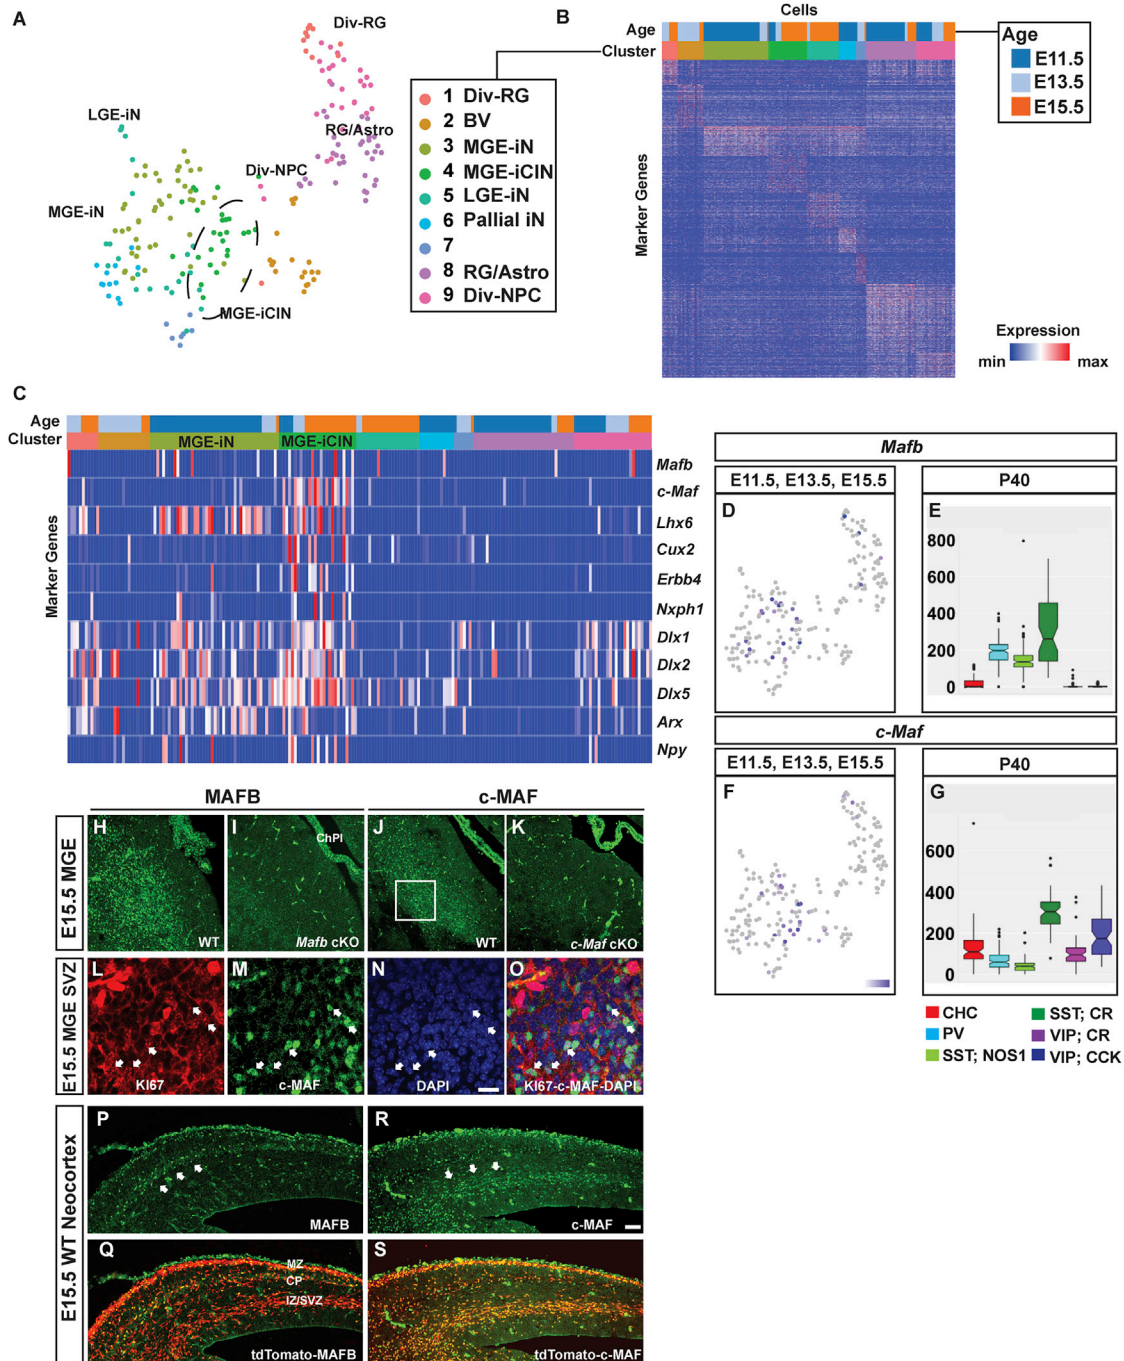 A
Div-RG
LGE-iN
RG/Astro
Div-NPC
MGE-iN
MGE-iCIN
1 Div-RG
2 BV
3 MGE-iN
4 MGE-iCIN
5 LGE-iN
6 Pallial iN
7
8 RG/Astro
9 Div-NPC
B
Cells
Age
Cluster
Marker Genes
Age
E11.5
E13.5
E15.5
Expression
min
max
C
Age
Cluster
MGE-iN
MGE-iCIN
Marker Genes
Mafb
c-Maf
Lhx6
Cux2
Erbb4
Nxph1
Dlx1
Dlx2
Dlx5
Arx
Npy
Mafb
E11.5, E13.5, E15.5
P40
D
E
800
600
400
200
0
c-Maf
E11.5, E13.5, E15.5
P40
F
G
600
400
200
0
CHC
PV
SST; NOS1
SST; CR
VIP; CR
VIP; CCK
MAFB
c-MAF
E15.5 MGE
H
WT
I
ChPl
Mafb cKO
J
WT
K
c-Maf cKO
E15.5 MGE SVZ
L
KI67
M
c-MAF
N
DAPI
O
KI67-c-MAF-DAPI
E15.5 WT Neocortex
P
MAFB
R
c-MAF
Q
MZ
CP
IZ/SVZ
tdTomato-MAFB
S
tdTomato-c-MAF